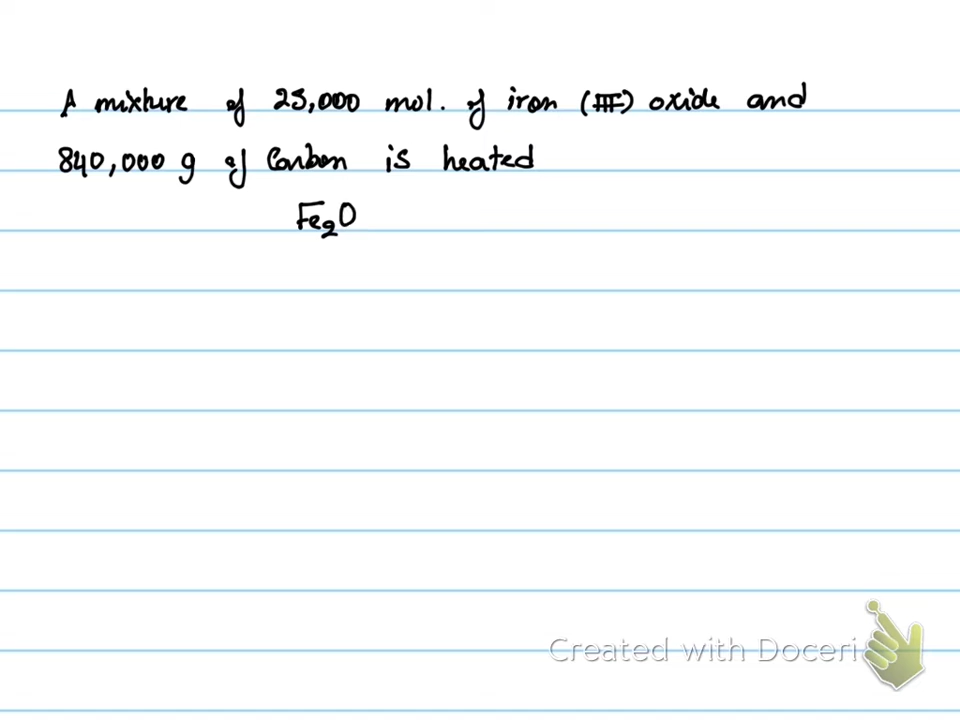 A mixture of 25,000 mol. of iron (III) oxide and
840,000 g of Carbon is heated
Fe₂O
Created with Doceri